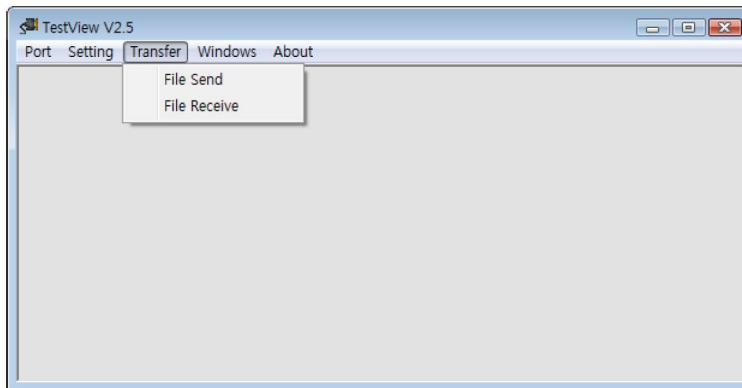 TestView V2.5
Port Setting Transfer Windows About
File Send
File Receive